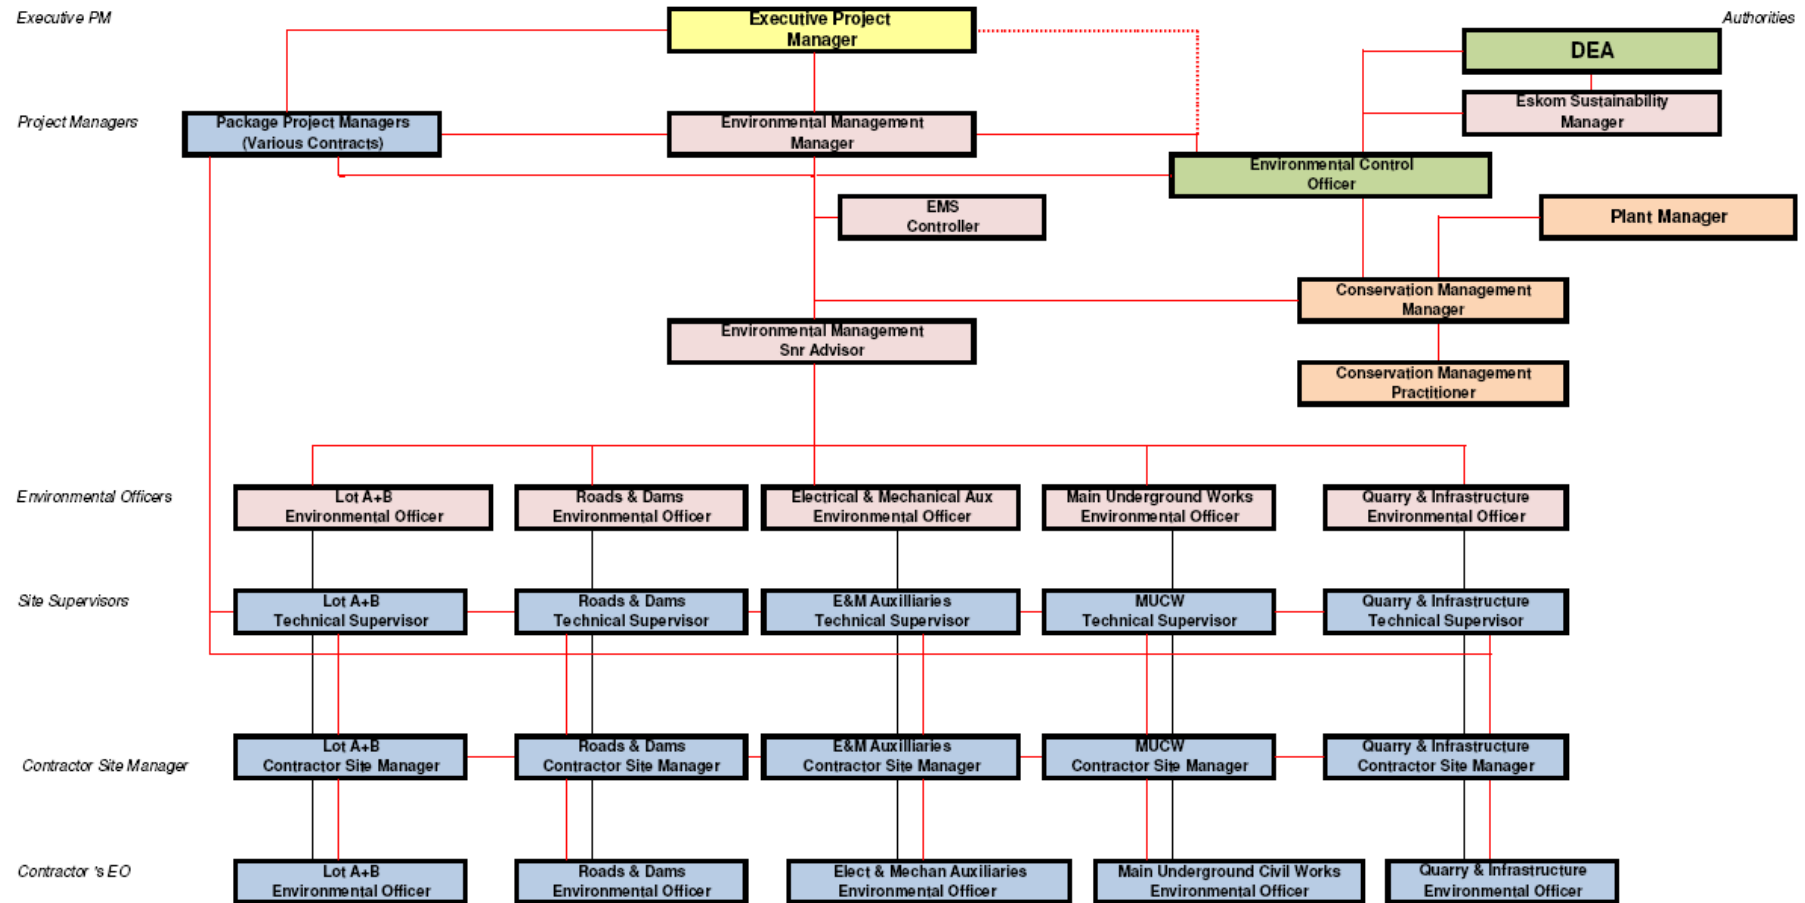 Executive PM
Executive Project
Manager
Authorities
DEA
Eskom Sustainability
Manager
Project Managers
Package Project Managers
(Various Contracts)
Environmental Management
Manager
Environmental Control
Officer
EMS
Controller
Plant Manager
Conservation Management
Manager
Environmental Management
Snr Advisor
Conservation Management
Practitioner
Environmental Officers
Lot A+B
Environmental Officer
Roads & Dams
Environmental Officer
Electrical & Mechanical Aux
Environmental Officer
Main Underground Works
Environmental Officer
Quarry & Infrastructure
Environmental Officer
Site Supervisors
Lot A+B
Technical Supervisor
Roads & Dams
Technical Supervisor
E&M Auxilliaries
Technical Supervisor
MUCW
Technical Supervisor
Quarry & Infrastructure
Technical Supervisor
Contractor Site Manager
Lot A+B
Contractor Site Manager
Roads & Dams
Contractor Site Manager
E&M Auxilliaries
Contractor Site Manager
MUCW
Contractor Site Manager
Quarry & Infrastructure
Contractor Site Manager
Contractor 's EO
Lot A+B
Environmental Officer
Roads & Dams
Environmental Officer
Elect & Mechan Auxiliaries
Environmental Officer
Main Underground Civil Works
Environmental Officer
Quarry & Infrastructure
Environmental Officer